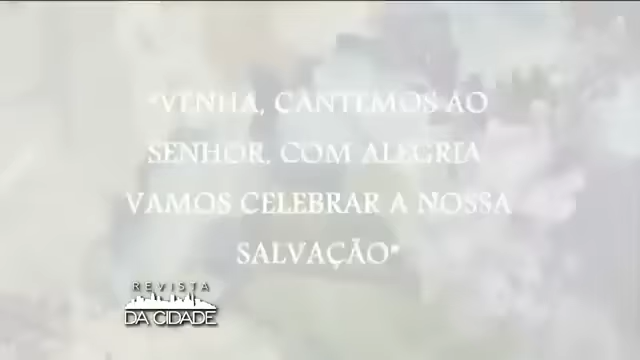 "VENHA, CANTEMOS AO
SENHOR, COM ALEGRIA
VAMOS CELEBRAR A NOSSA
SALVAÇÃO"
REVISTA
DA CIDADE